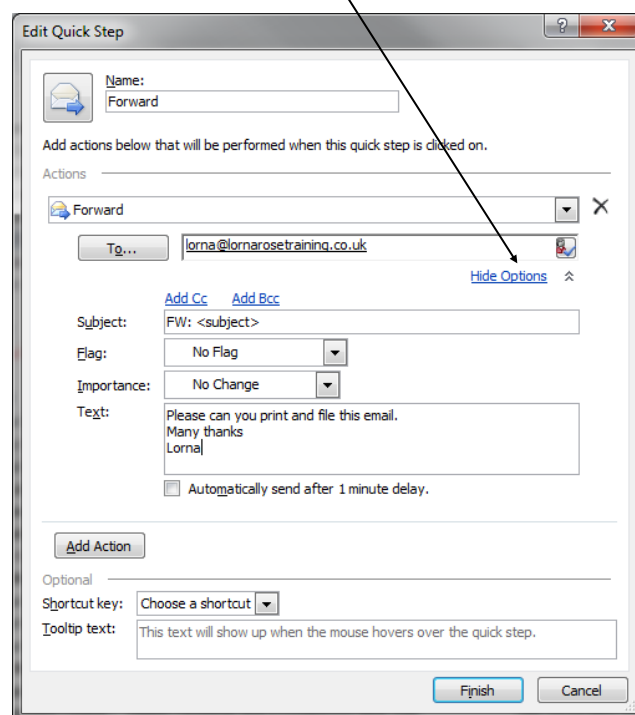 Edit Quick Step
Name:
Forward
Add actions below that will be performed when this quick step is clicked on.
Actions
Forward
To... lorna@lornarosetraining.co.uk
Hide Options
Add Cc Add Bcc
Subject: FW: <subject>
Flag: No Flag
Importance: No Change
Text: Please can you print and file this email.
Many thanks
Lorna
Automatically send after 1 minute delay.
Add Action
Optional
Shortcut key: Choose a shortcut
Tooltip text: This text will show up when the mouse hovers over the quick step.
Finish Cancel